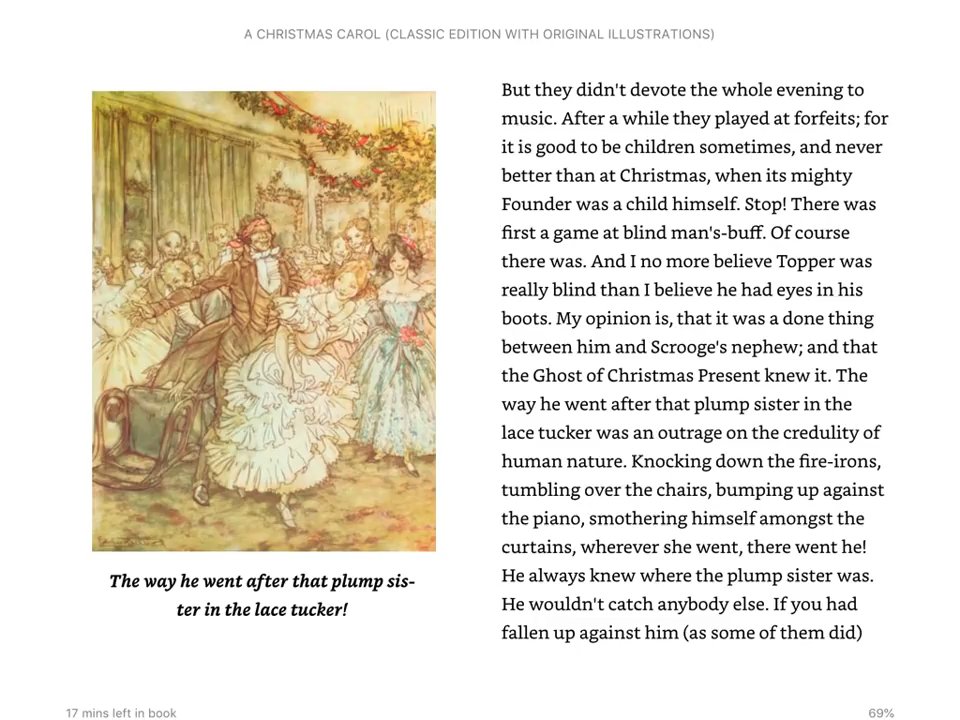 A CHRISTMAS CAROL (CLASSIC EDITION WITH ORIGINAL ILLUSTRATIONS)
The way he went after that plump sis-
ter in the lace tucker!
But they didn't devote the whole evening to
music. After a while they played at forfeits; for
it is good to be children sometimes, and never
better than at Christmas, when its mighty
Founder was a child himself. Stop! There was
first a game at blind man's-buff. Of course
there was. And I no more believe Topper was
really blind than I believe he had eyes in his
boots. My opinion is, that it was a done thing
between him and Scrooge's nephew; and that
the Ghost of Christmas Present knew it. The
way he went after that plump sister in the
lace tucker was an outrage on the credulity of
human nature. Knocking down the fire-irons,
tumbling over the chairs, bumping up against
the piano, smothering himself amongst the
curtains, wherever she went, there went he!
He always knew where the plump sister was.
He wouldn't catch anybody else. If you had
fallen up against him (as some of them did)
17 mins left in book
69%